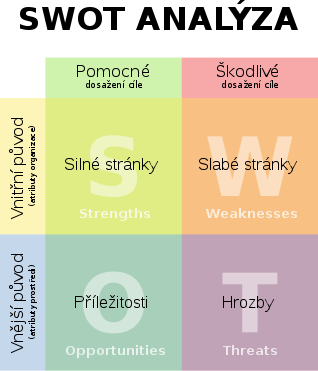 SWOT ANALÝZA
Pomocné
dosažení cíle
Škodlivé
dosažení cíle
Vnitřní původ
(atributy organizace)
S
Silné stránky
Strengths
W
Slabé stránky
Weaknesses
Vnější původ
(atributy prostředí)
O
Příležitosti
Opportunities
T
Hrozby
Threats